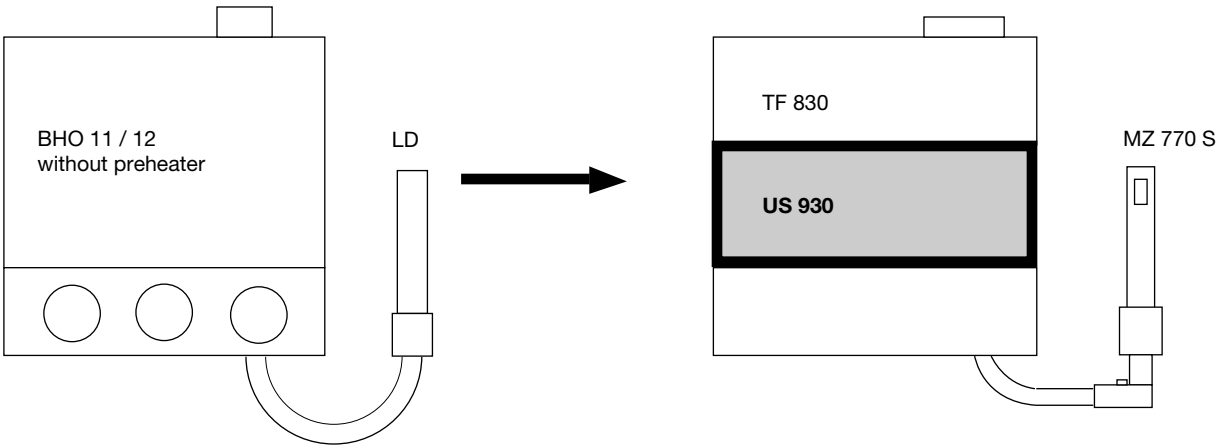 BHO 11 / 12
without preheater
LD
TF 830
US 930
MZ 770 S